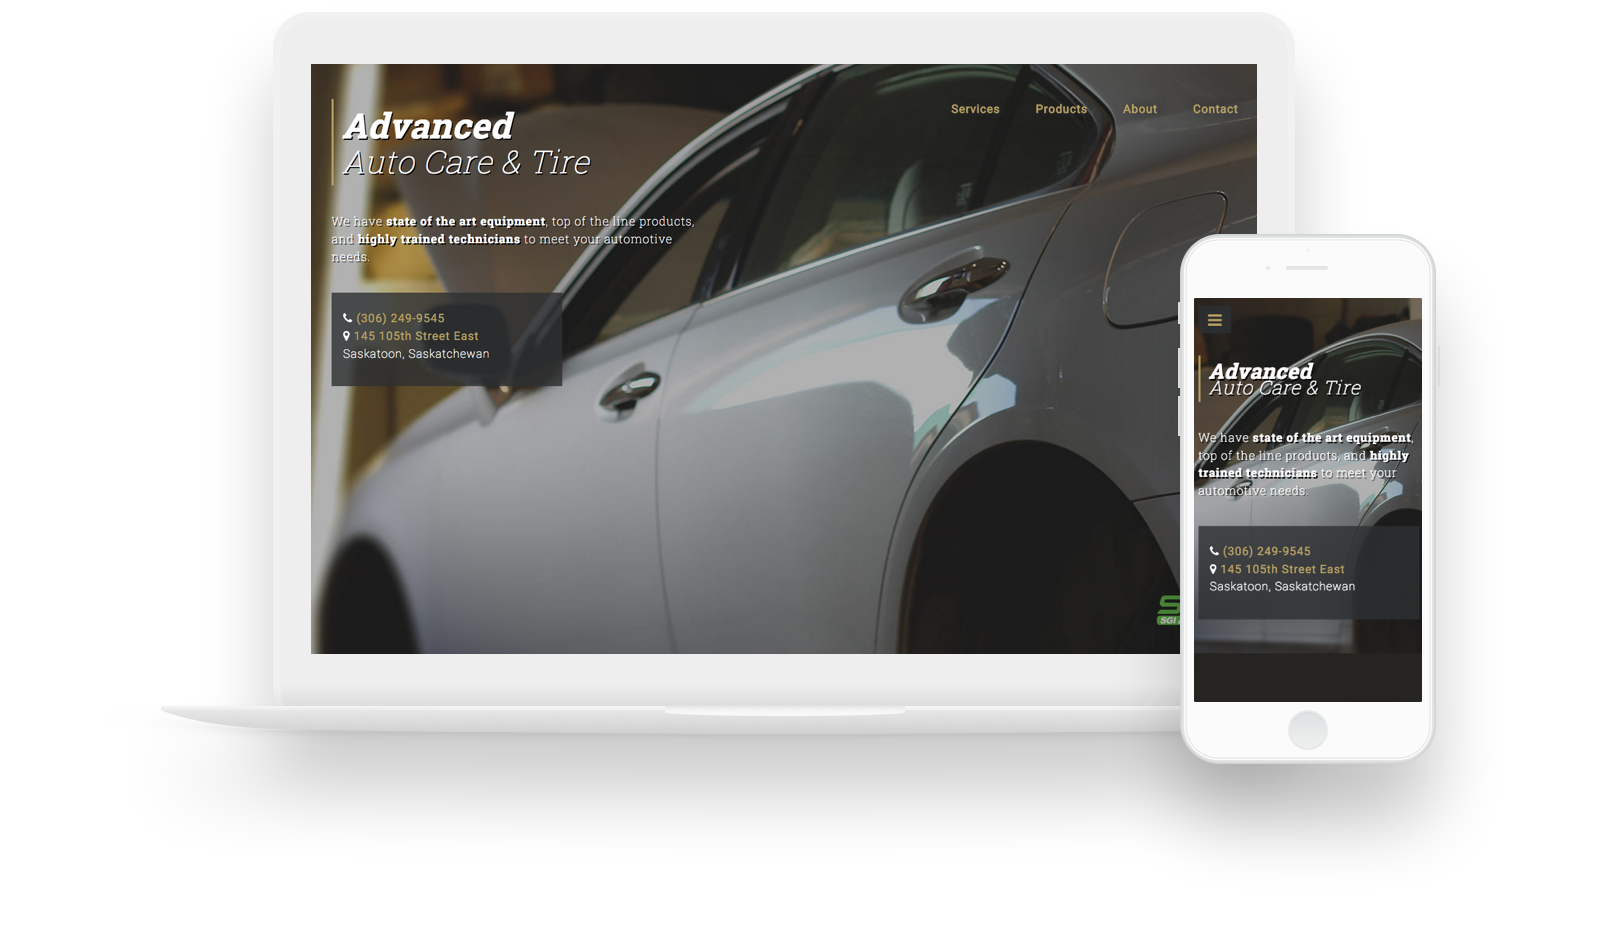 Services Products About Contact
Advanced
Auto Care & Tire
We have state of the art equipment, top of the line products,
and highly trained technicians to meet your automotive
needs.
(306) 249-9545
145 105th Street East
Saskatoon, Saskatchewan
SGI
Advanced
Auto Care & Tire
We have state of the art equipment,
top of the line products, and highly
trained technicians to meet your
automotive needs.
(306) 249-9545
145 105th Street East
Saskatoon, Saskatchewan